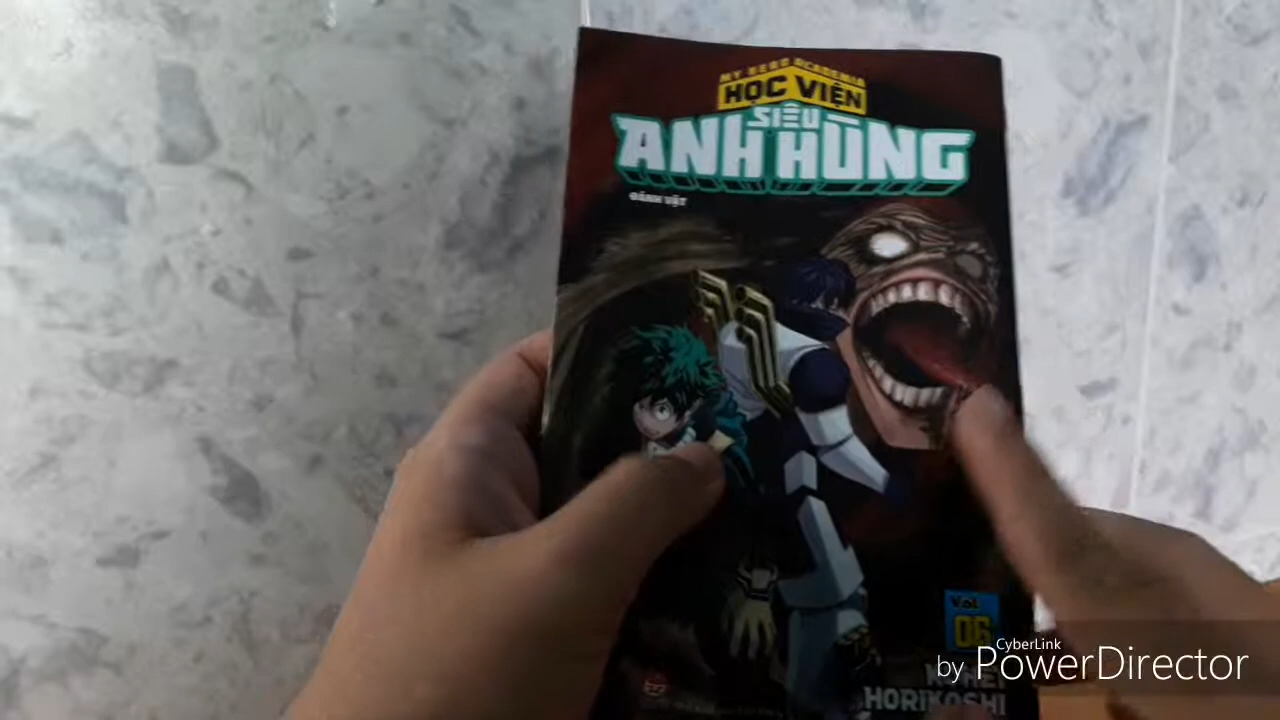 MY HERO ACADEMIA
HỌC VIỆN
SIÊU
ANH HÙNG
Vol.
06
HORIKOSHI
CyberLink
by PowerDirector